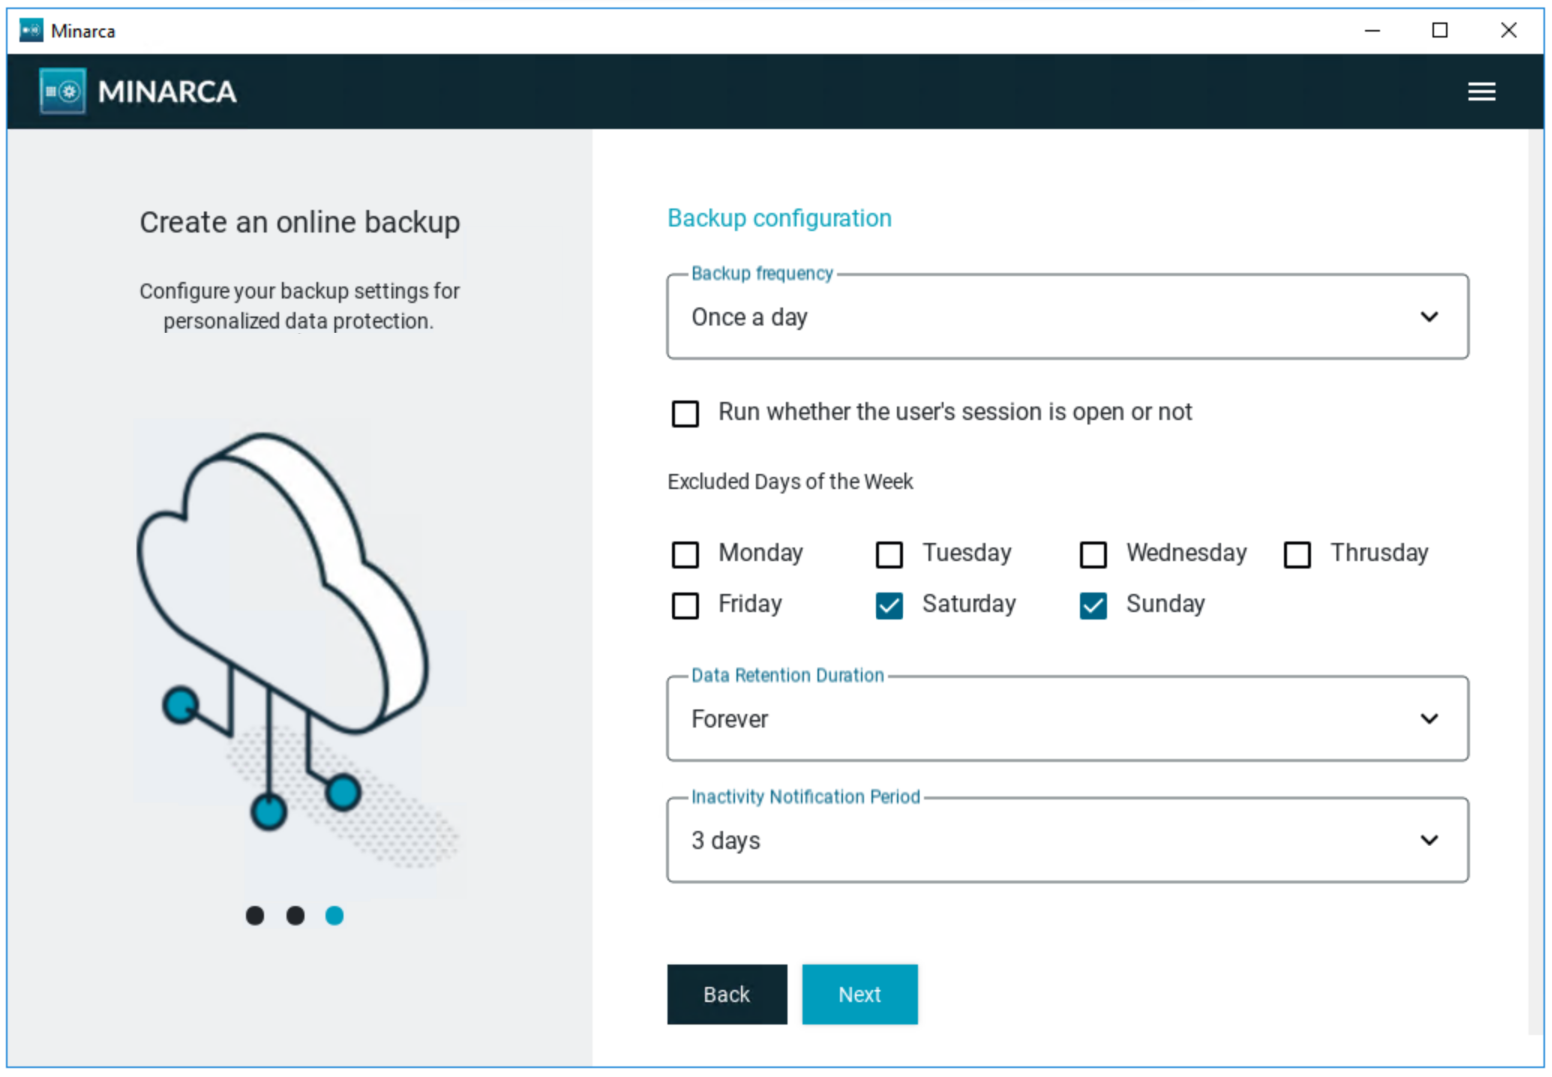 Minarca
MINARCA
Create an online backup
Configure your backup settings for
personalized data protection.
Backup configuration
Backup frequency
Once a day
Run whether the user's session is open or not
Excluded Days of the Week
Monday Tuesday Wednesday Thrusday
Friday Saturday Sunday
Data Retention Duration
Forever
Inactivity Notification Period
3 days
Back Next